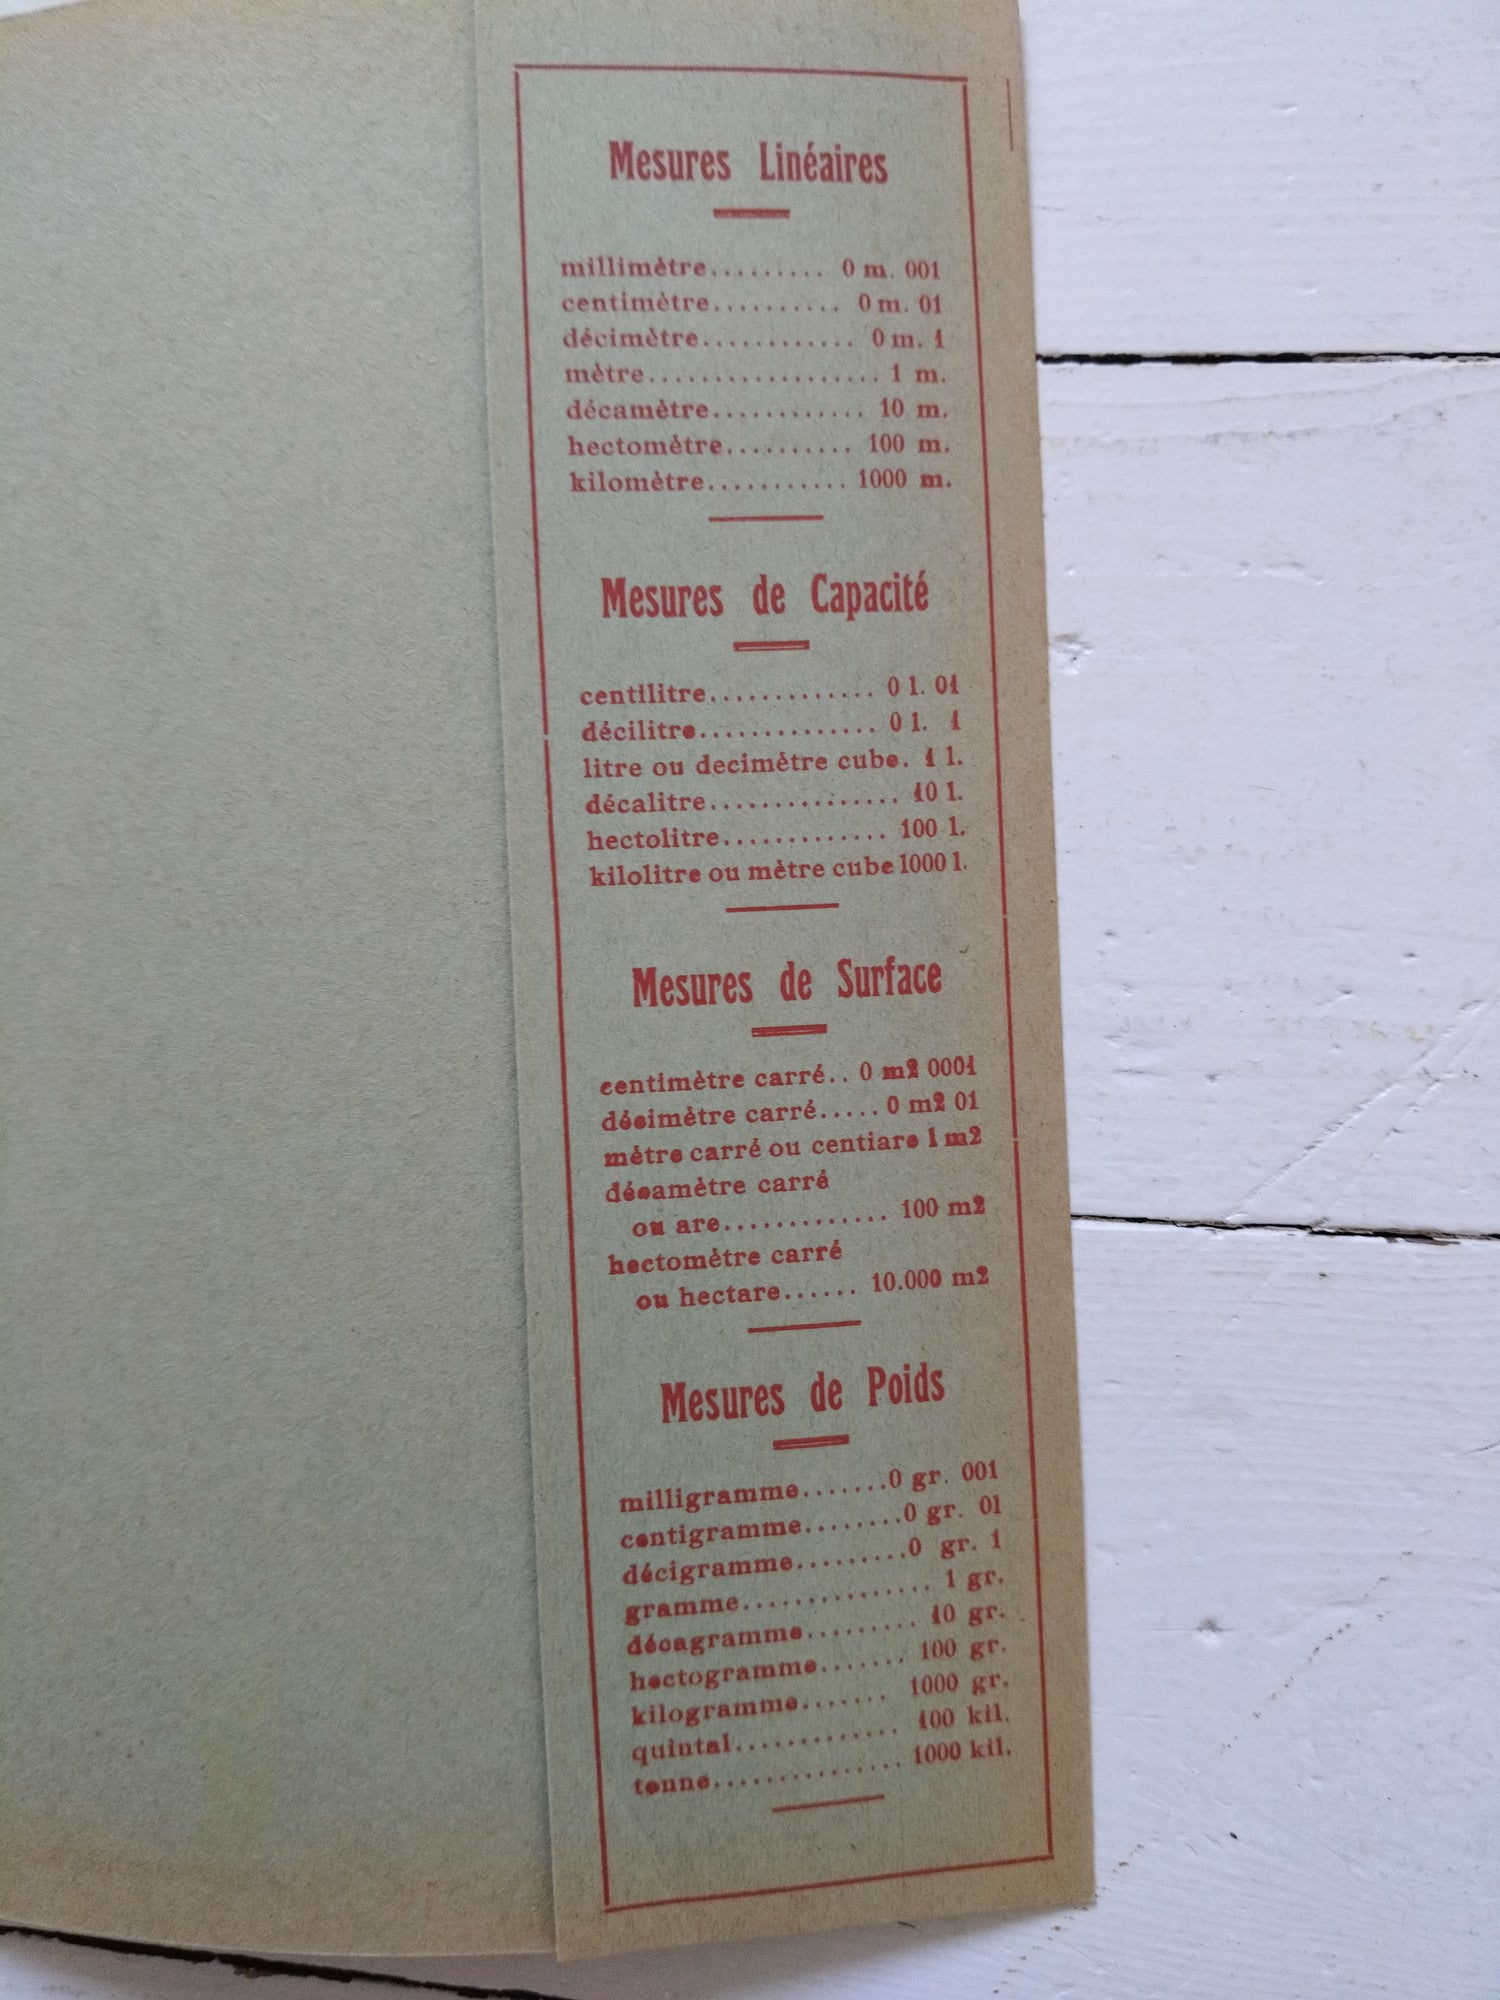 Mesures Linéaires
millimètre......... 0 m. 001
centimètre.......... 0 m. 01
décimètre............ 0 m. 1
mètre.................. 1 m.
décamètre............ 10 m.
hectomètre.......... 100 m.
kilomètre........... 1000 m.
Mesures de Capacité
centilitre............. 0 l. 01
décilitre.............. 0 l. 1
litre ou decimètre cube. 1 l.
décalitre............... 10 l.
hectolitre............. 100 l.
kilolitre ou mètre cube 1000 l.
Mesures de Surface
centimètre carré.. 0 m2 0001
décimètre carré..... 0 m2 01
mètre carré ou centiare 1 m2
décamètre carré
ou are............. 100 m2
hectomètre carré
ou hectare...... 10.000 m2
Mesures de Poids
milligramme.......0 gr. 001
centigramme........0 gr. 01
décigramme.........0 gr. 1
gramme............... 1 gr.
décagramme......... 10 gr.
hectogramme....... 100 gr.
kilogramme....... 1000 gr.
quintal............. 100 kil.
tonne............... 1000 kil.